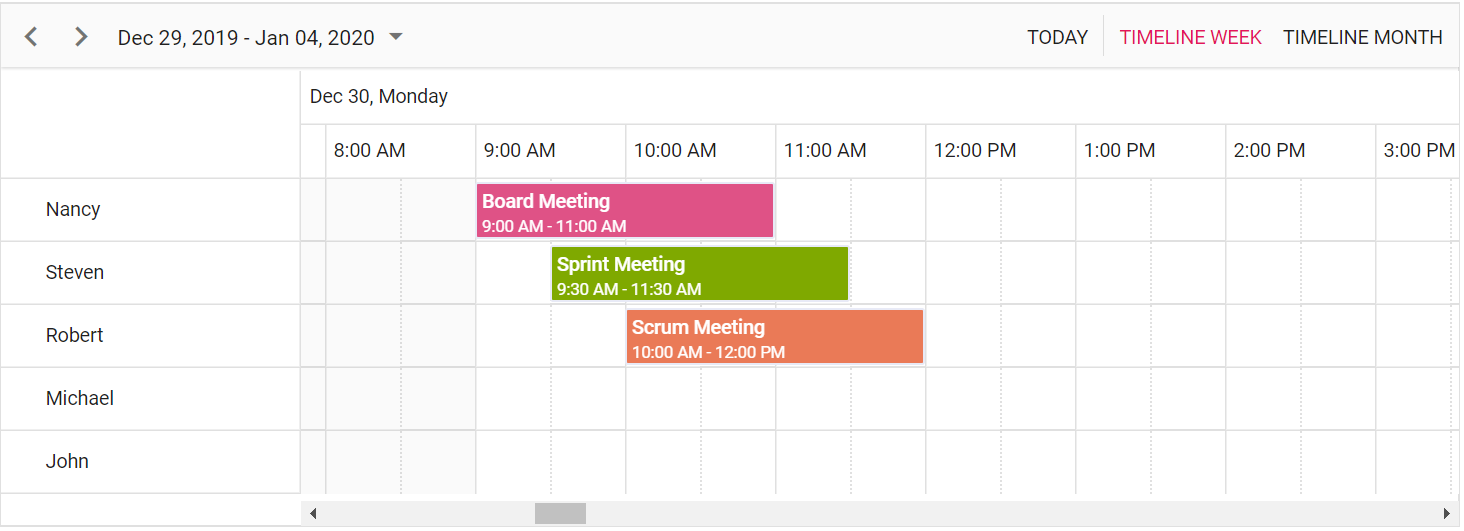 Dec 29, 2019 - Jan 04, 2020 TODAY TIMELINE WEEK TIMELINE MONTH
Dec 30, Monday
8:00 AM 9:00 AM 10:00 AM 11:00 AM 12:00 PM 1:00 PM 2:00 PM 3:00 PM
Nancy
Board Meeting
9:00 AM - 11:00 AM
Steven
Sprint Meeting
9:30 AM - 11:30 AM
Robert
Scrum Meeting
10:00 AM - 12:00 PM
Michael
John